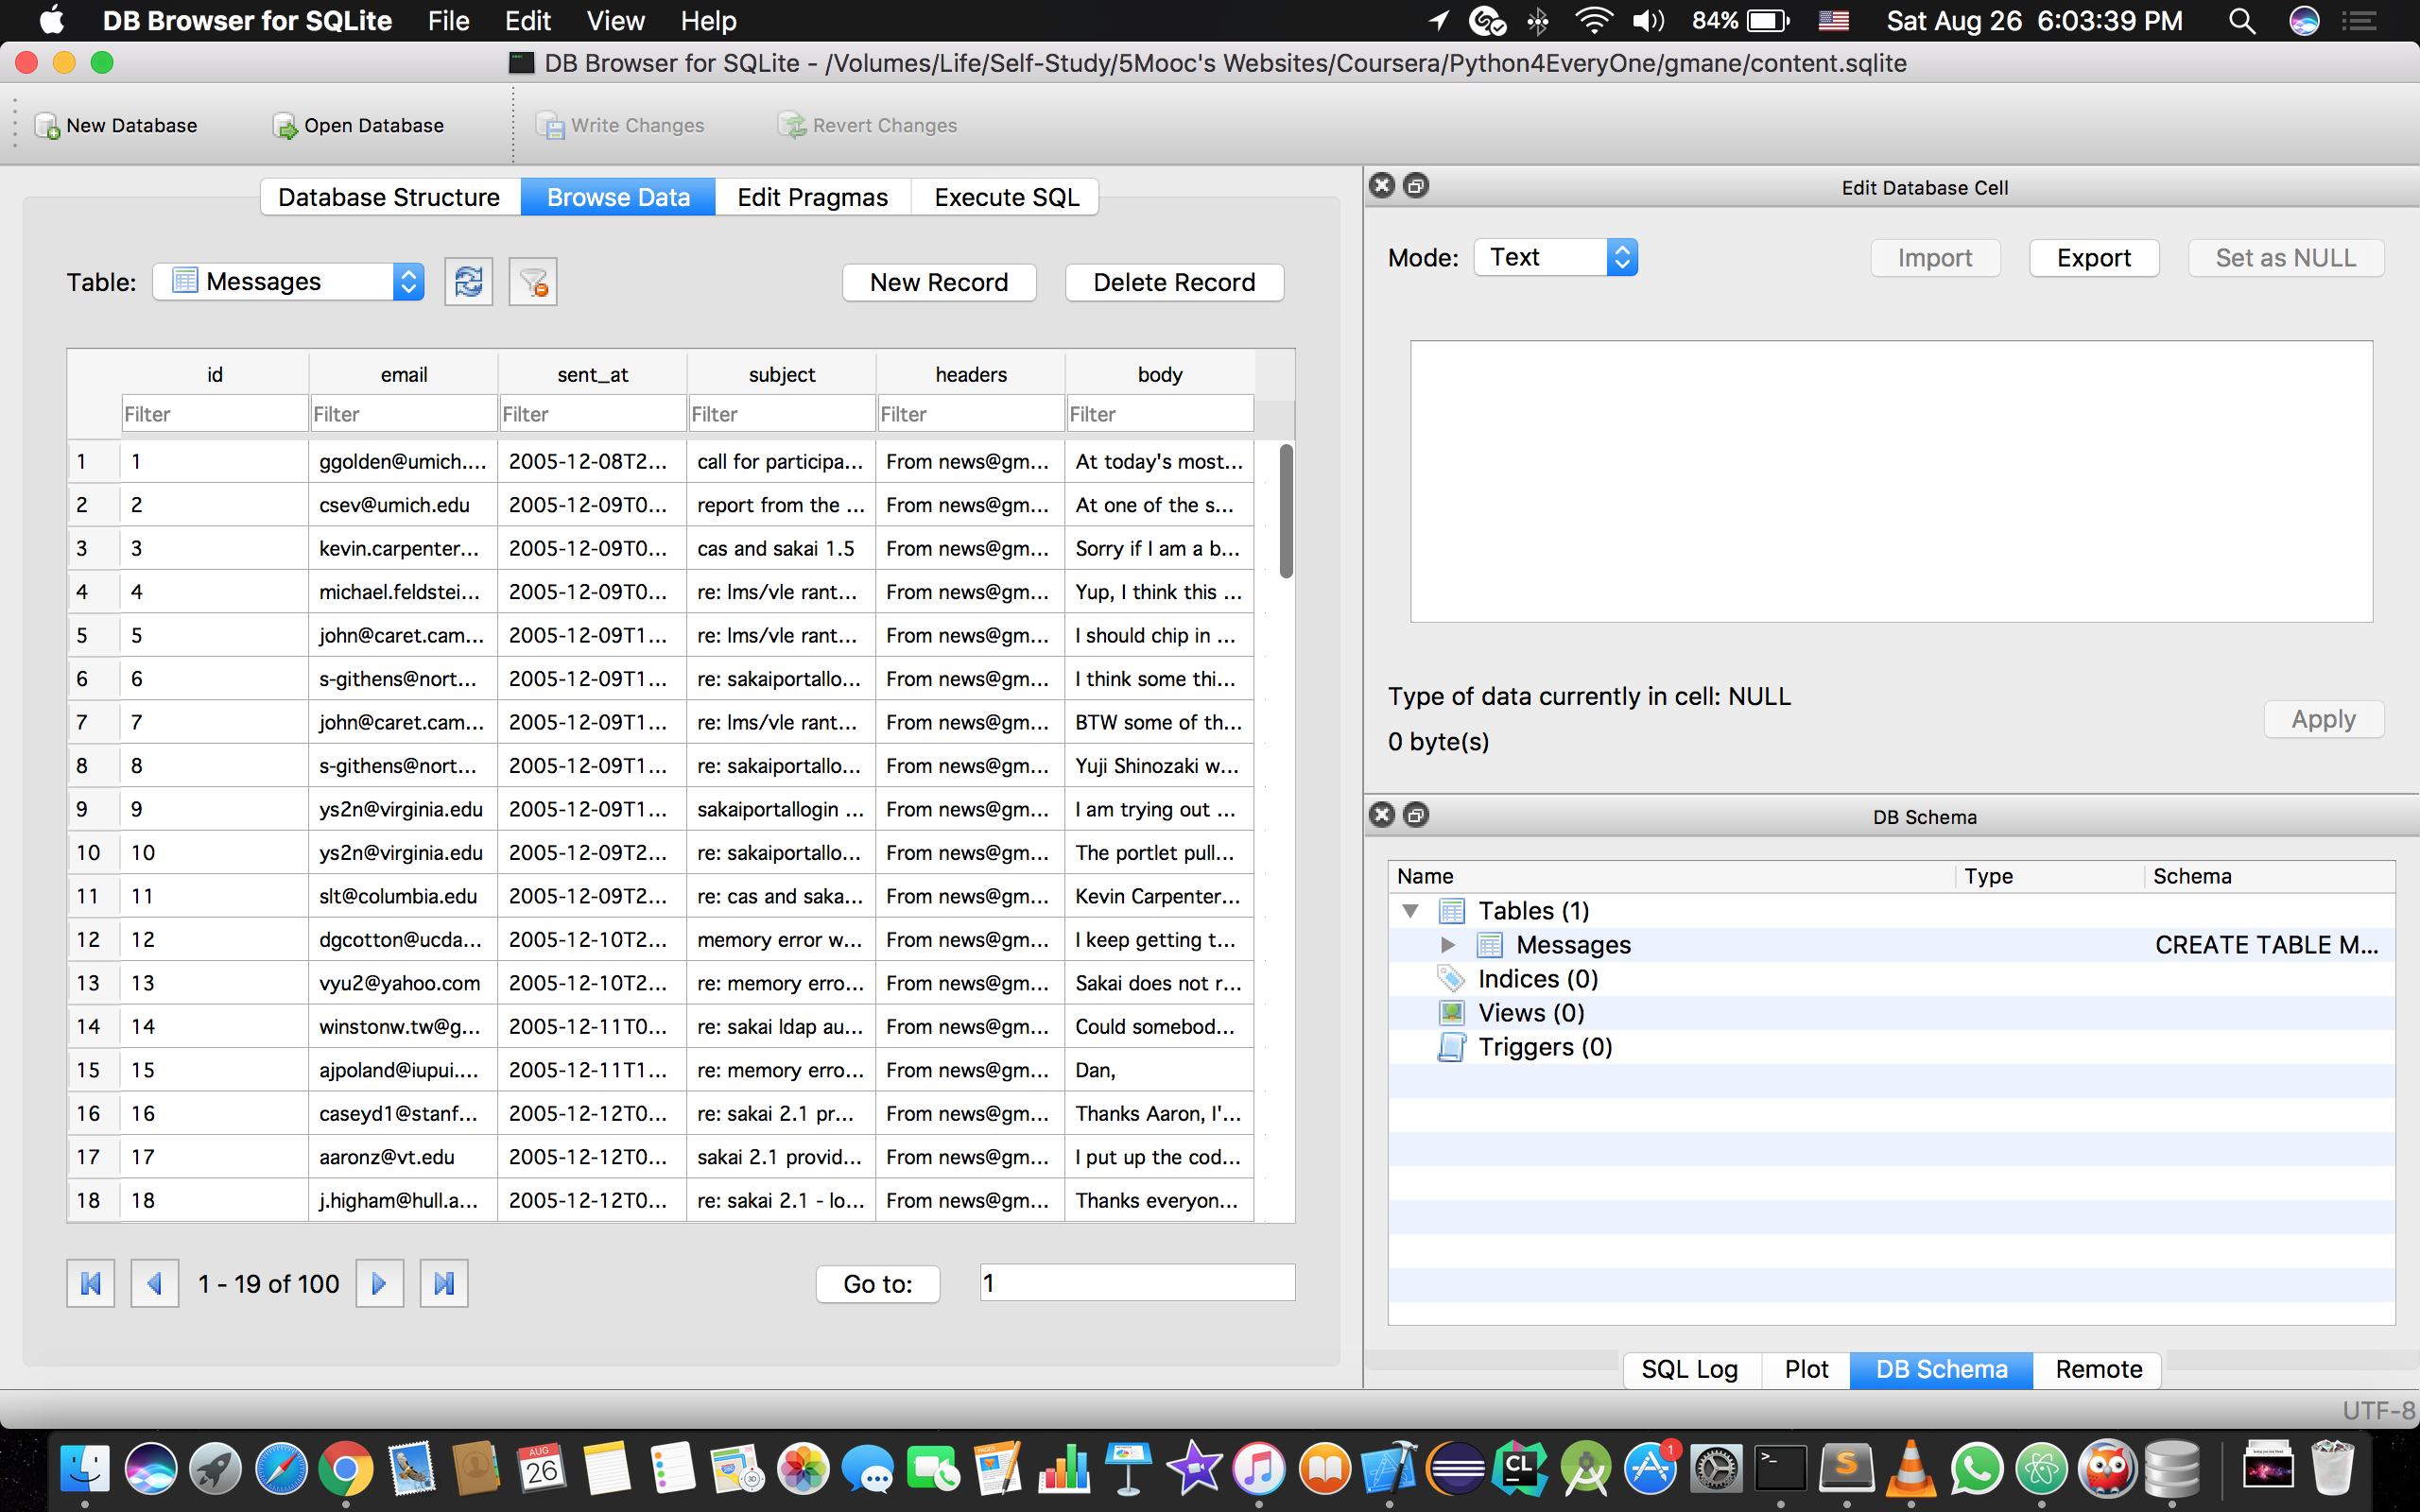 DB Browser for SQLite File Edit View Help 84% Sat Aug 26 6:03:39 PM
DB Browser for SQLite - /Volumes/Life/Self-Study/5Mooc's Websites/Coursera/Python4EveryOne/gmane/content.sqlite
New Database Open Database Write Changes Revert Changes
Database Structure Browse Data Edit Pragmas Execute SQL
Table: Messages New Record Delete Record
id email sent_at subject headers body
Filter Filter Filter Filter Filter Filter
1 1 ggolden@umich.... 2005-12-08T2... call for participa... From news@gm... At today's most...
2 2 csev@umich.edu 2005-12-09T0... report from the ... From news@gm... At one of the s...
3 3 kevin.carpenter... 2005-12-09T0... cas and sakai 1.5 From news@gm... Sorry if I am a b...
4 4 michael.feldstei... 2005-12-09T0... re: lms/vle rant... From news@gm... Yup, I think this ...
5 5 john@caret.cam... 2005-12-09T1... re: lms/vle rant... From news@gm... I should chip in ...
6 6 s-githens@nort... 2005-12-09T1... re: sakaiportallo... From news@gm... I think some thi...
7 7 john@caret.cam... 2005-12-09T1... re: lms/vle rant... From news@gm... BTW some of th...
8 8 s-githens@nort... 2005-12-09T1... re: sakaiportallo... From news@gm... Yuji Shinozaki w...
9 9 ys2n@virginia.edu 2005-12-09T1... sakaiportallogin ... From news@gm... I am trying out ...
10 10 ys2n@virginia.edu 2005-12-09T2... re: sakaiportallo... From news@gm... The portlet pull...
11 11 slt@columbia.edu 2005-12-09T2... re: cas and saka... From news@gm... Kevin Carpenter...
12 12 dgcotton@ucda... 2005-12-10T2... memory error w... From news@gm... I keep getting t...
13 13 vyu2@yahoo.com 2005-12-10T2... re: memory erro... From news@gm... Sakai does not r...
14 14 winstonw.tw@g... 2005-12-11T0... re: sakai ldap au... From news@gm... Could somebod...
15 15 ajpoland@iupui.... 2005-12-11T1... re: memory erro... From news@gm... Dan,
16 16 caseyd1@stanf... 2005-12-12T0... re: sakai 2.1 pr... From news@gm... Thanks Aaron, I'...
17 17 aaronz@vt.edu 2005-12-12T0... sakai 2.1 provid... From news@gm... I put up the cod...
18 18 j.higham@hull.a... 2005-12-12T0... re: sakai 2.1 - lo... From news@gm... Thanks everyon...
1 - 19 of 100 Go to: 1
Edit Database Cell
Mode: Text Import Export Set as NULL
Type of data currently in cell: NULL
0 byte(s)
Apply
DB Schema
Name Type Schema
Tables (1)
Messages CREATE TABLE M...
Indices (0)
Views (0)
Triggers (0)
SQL Log Plot DB Schema Remote
UTF-8
AUG
26
PAGES
3D
CL
1
>_
S